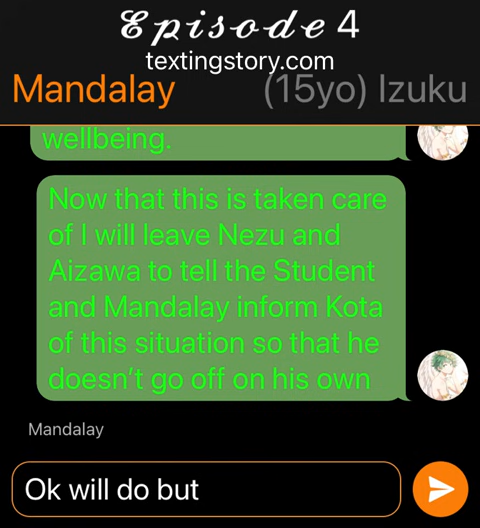 Episode 4
textingstory.com
Mandalay (15yo) Izuku
wellbeing.
Now that this is taken care
of I will leave Nezu and
Aizawa to tell the Student
and Mandalay inform Kota
of this situation so that he
doesn't go off on his own
Mandalay
Ok will do but